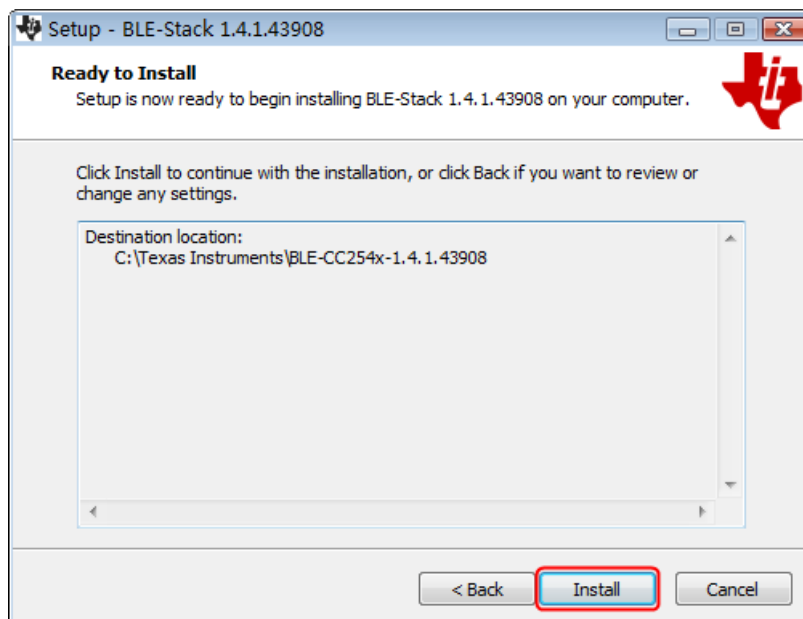 Setup - BLE-Stack 1.4.1.43908
Ready to Install
Setup is now ready to begin installing BLE-Stack 1.4.1.43908 on your computer.
Click Install to continue with the installation, or click Back if you want to review or
change any settings.
Destination location:
C:\Texas Instruments\BLE-CC254x-1.4.1.43908
< Back Install Cancel